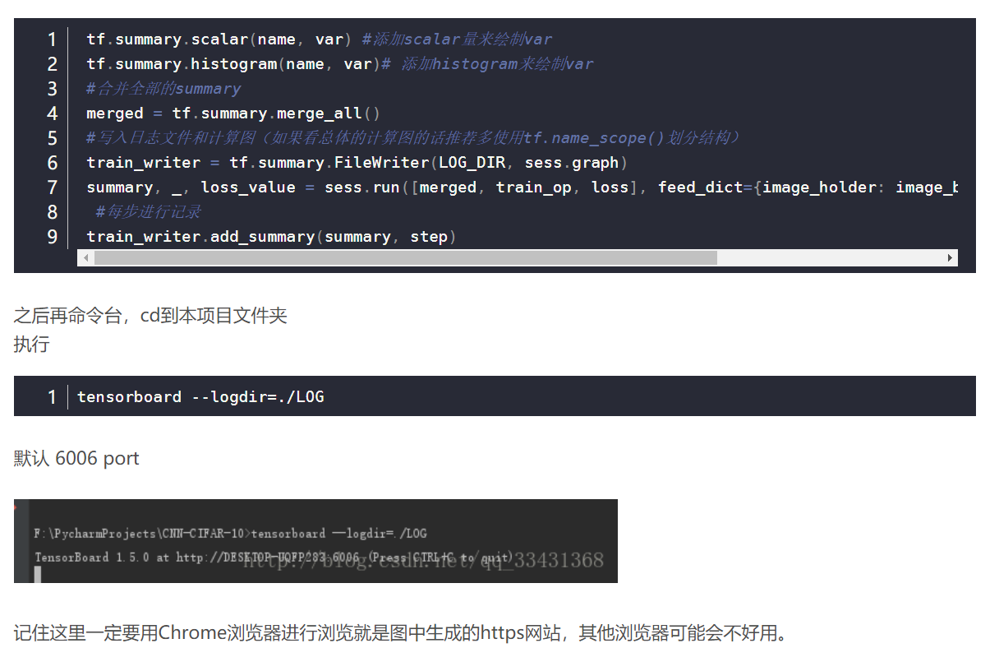 1 tf.summary.scalar(name, var) #添加scalar量来绘制var
2 tf.summary.histogram(name, var)# 添加histogram来绘制var
3 #合并全部的summary
4 merged = tf.summary.merge_all()
5 #写入日志文件和计算图（如果看总体的计算图的话推荐多使用tf.name_scope()划分结构）
6 train_writer = tf.summary.FileWriter(LOG_DIR, sess.graph)
7 summary, _, loss_value = sess.run([merged, train_op, loss], feed_dict={image_holder: image_b
8 #每步进行记录
9 train_writer.add_summary(summary, step)
之后再命令台，cd到本项目文件夹
执行
1 tensorboard --logdir=./LOG
默认 6006 port
F:\PycharmProjects\CNN-CIFAR-10>tensorboard --logdir=./LOG
TensorBoard 1.5.0 at http://DESKTOP-UQFP283:6006 (Press CTRL+C to quit)
http://blog.csdn.net/qq_33431368
记住这里一定要用Chrome浏览器进行浏览就是图中生成的https网站，其他浏览器可能会不好用。